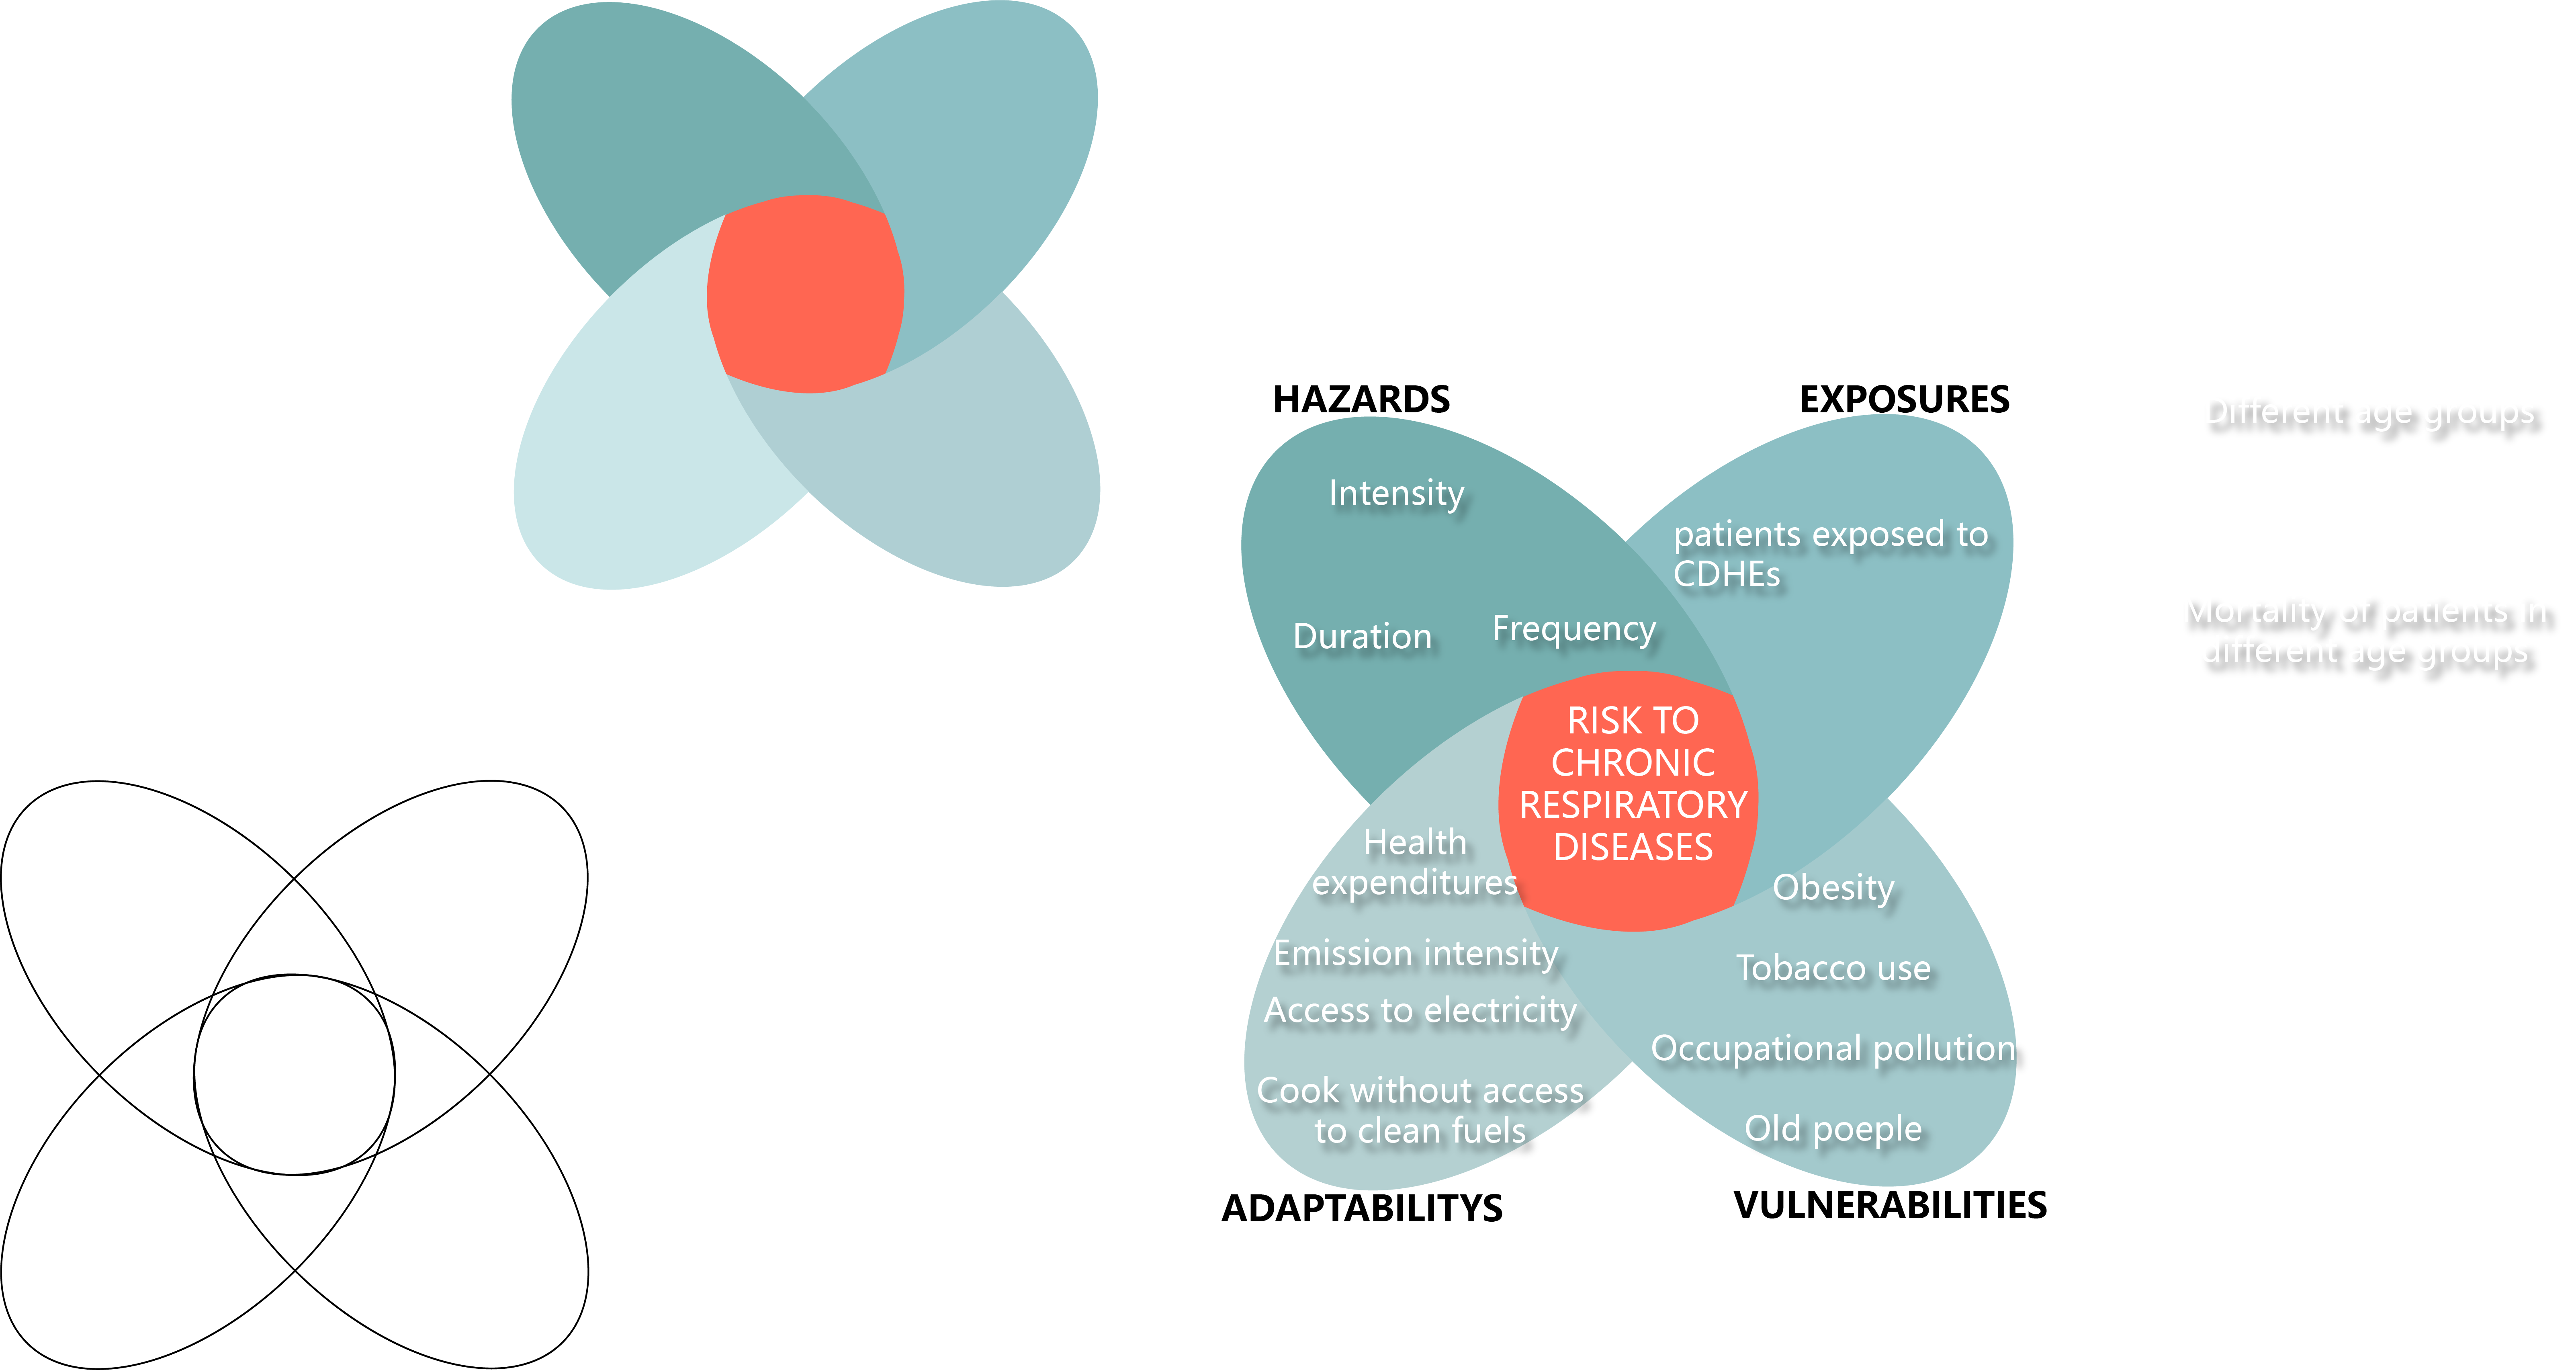 HAZARDS
EXPOSURES
Intensity
patients exposed to
CDHEs
Duration
Frequency
RISK TO
CHRONIC
RESPIRATORY
DISEASES
Health
expenditures
Emission intensity
Access to electricity
Cook without access
to clean fuels
Obesity
Tobacco use
Occupational pollution
Old poeple
ADAPTABILITYS
VULNERABILITIES
Different age groups
Mortality of patients in
different age groups